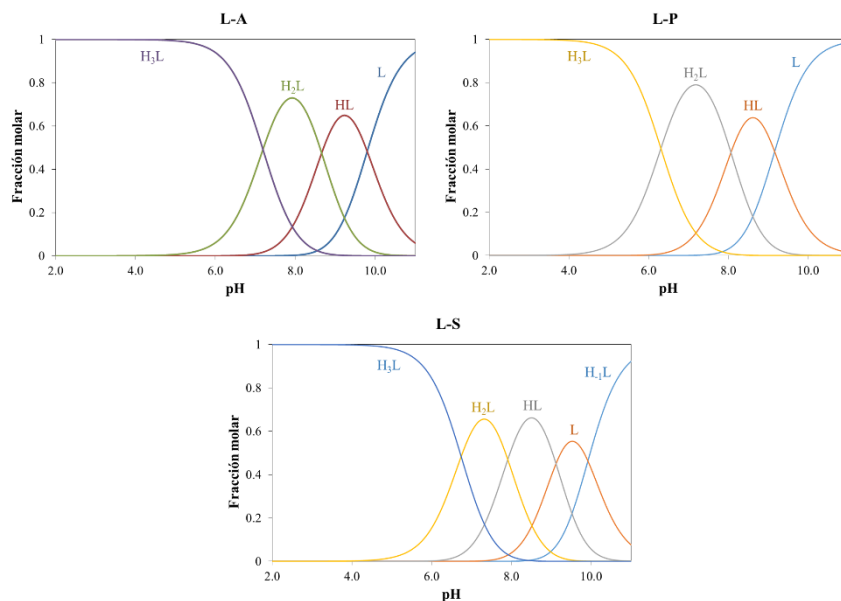 L-A
Fracción molar
1
0.8
0.6
0.4
0.2
0
H₃L
H₂L
HL
L
2.0 4.0 6.0 8.0 10.0
pH
L-P
Fracción molar
1
0.8
0.6
0.4
0.2
0
H₃L
H₂L
HL
L
2.0 4.0 6.0 8.0 10.0
pH
L-S
Fracción molar
1
0.8
0.6
0.4
0.2
0
H₃L
H₂L
HL
L
H₋₁L
2.0 4.0 6.0 8.0 10.0
pH